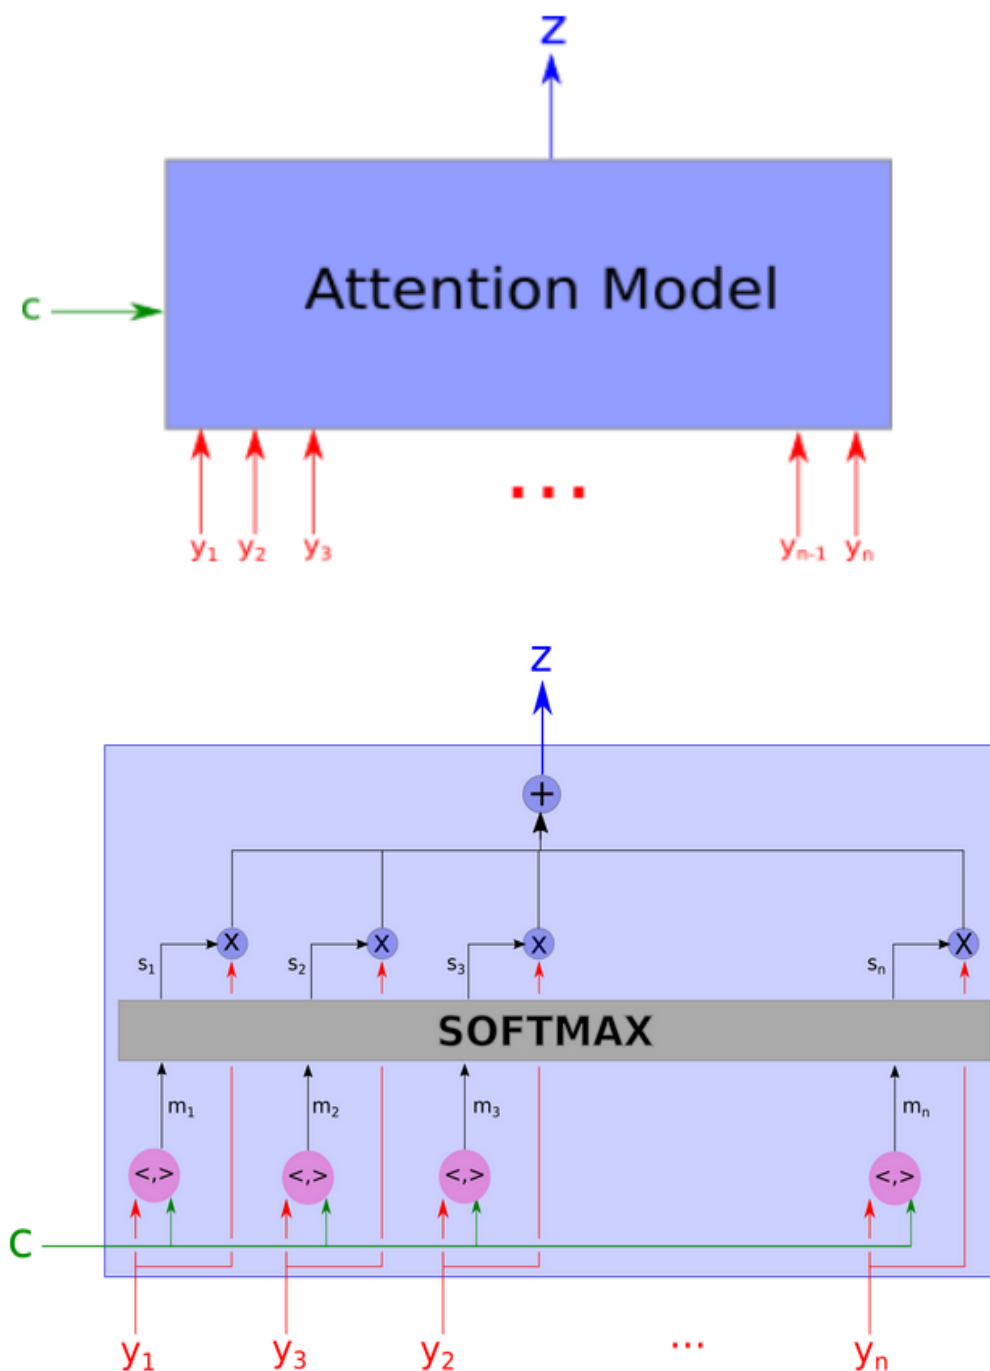 z
Attention Model
c
...
y₁ y₂ y₃ yₙ₋₁ yₙ
z
+
x x x x
s₁ s₂ s₃ sₙ
SOFTMAX
m₁ m₂ m₃ mₙ
<,> <,> <,> <,>
C
y₁ y₃ y₂ ... yₙ